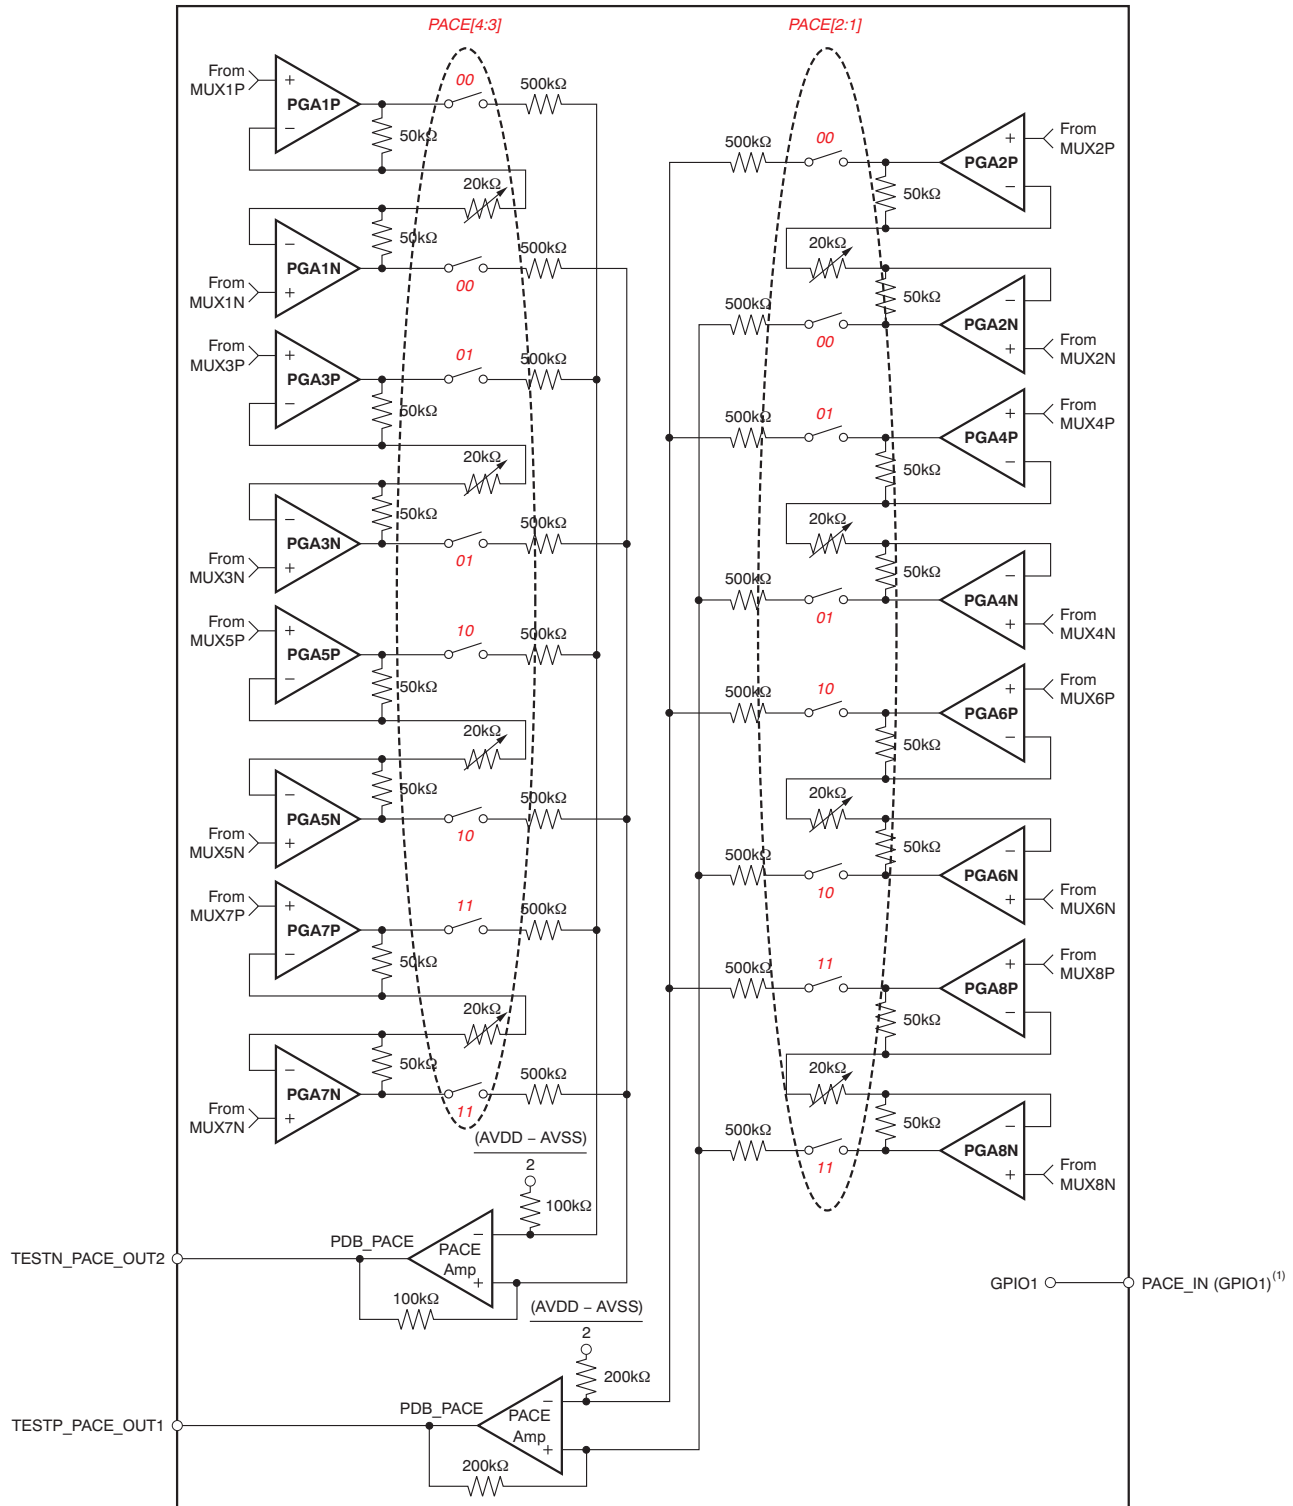 PACE[4:3]
PACE[2:1]
From
MUX1P
+
PGA1P
−
00
500kΩ
50kΩ
20kΩ
−
PGA1N
+
From
MUX1N
50kΩ
00
500kΩ
From
MUX3P
+
PGA3P
−
01
500kΩ
50kΩ
20kΩ
−
PGA3N
+
From
MUX3N
50kΩ
01
500kΩ
From
MUX5P
+
PGA5P
−
10
500kΩ
50kΩ
20kΩ
−
PGA5N
+
From
MUX5N
50kΩ
10
500kΩ
From
MUX7P
+
PGA7P
−
11
500kΩ
50kΩ
20kΩ
−
PGA7N
+
From
MUX7N
50kΩ
11
500kΩ
500kΩ
00
+
PGA2P
−
From
MUX2P
50kΩ
20kΩ
50kΩ
500kΩ
00
−
PGA2N
+
From
MUX2N
500kΩ
01
+
PGA4P
−
From
MUX4P
50kΩ
20kΩ
50kΩ
500kΩ
01
−
PGA4N
+
From
MUX4N
500kΩ
10
+
PGA6P
−
From
MUX6P
50kΩ
20kΩ
50kΩ
500kΩ
10
−
PGA6N
+
From
MUX6N
500kΩ
11
+
PGA8P
−
From
MUX8P
50kΩ
20kΩ
50kΩ
500kΩ
11
−
PGA8N
+
From
MUX8N
(AVDD − AVSS)
2
100kΩ
TESTN_PACE_OUT2
PDB_PACE
−
PACE
Amp
+
100kΩ
GPIO1
PACE_IN (GPIO1)(1)
(AVDD − AVSS)
2
200kΩ
TESTP_PACE_OUT1
PDB_PACE
−
PACE
Amp
+
200kΩ